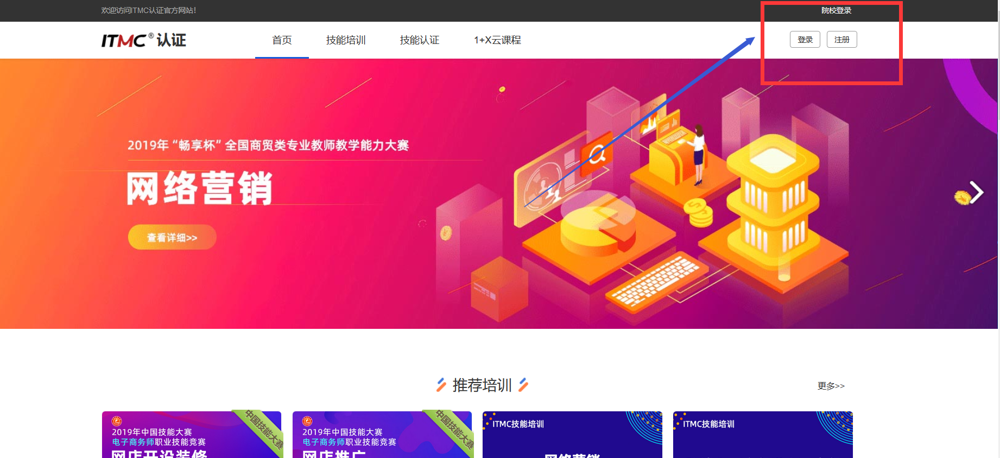 欢迎访问ITMC认证官方网站!
院校登录
ITMC®认证
首页
技能培训
技能认证
1+X云课程
登录
注册
2019年“畅享杯”全国商贸类专业教师教学能力大赛
网络营销
查看详细>>
推荐培训
更多>>
2019年中国技能大赛
电子商务师职业技能竞赛
网店开设装修
中国技能大赛
2019年中国技能大赛
电子商务师职业技能竞赛
网店推广
中国技能大赛
ITMC技能培训
网络营销
ITMC技能培训